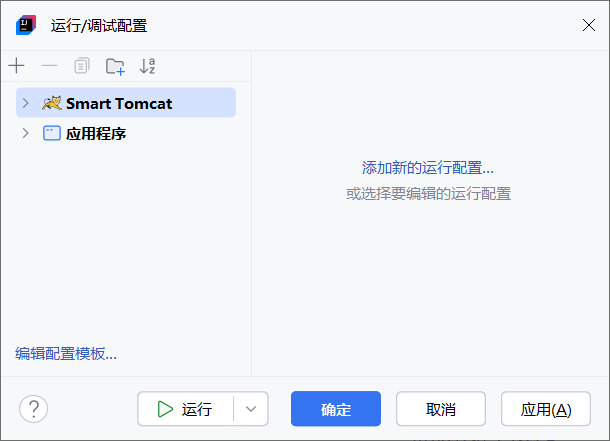 运行/调试配置
Smart Tomcat
应用程序
添加新的运行配置...
或选择要编辑的运行配置
编辑配置模板...
? 运行 确定 取消 应用(A)